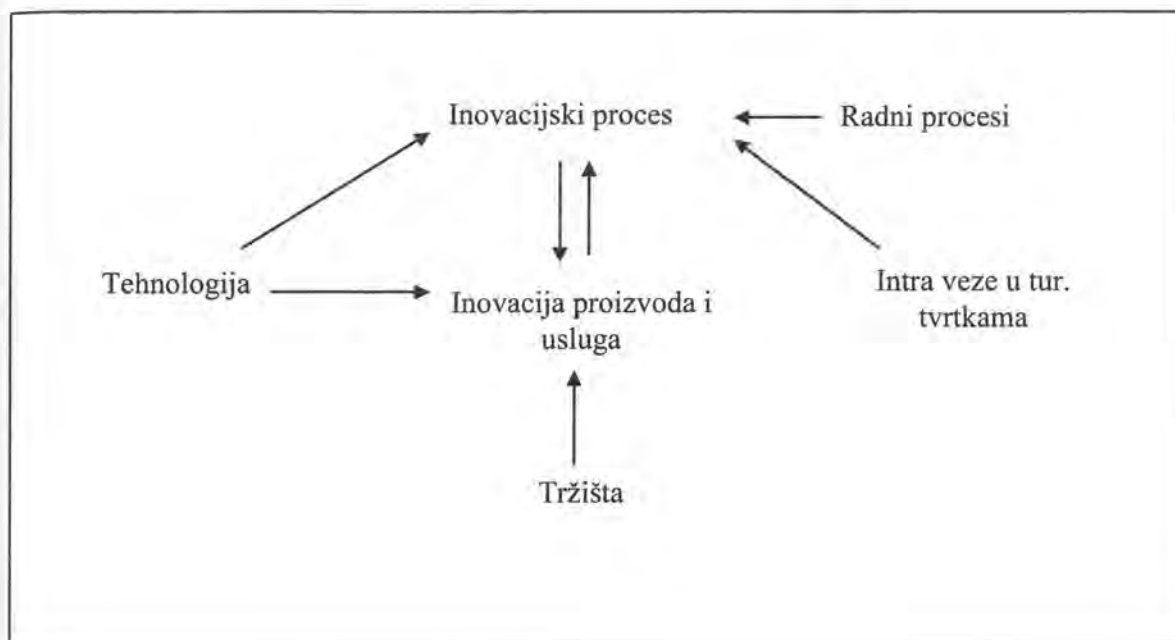 Inovacijski proces
Radni procesi
Tehnologija
Inovacija proizvoda i
usluga
Intra veze u tur.
tvrtkama
Tržišta